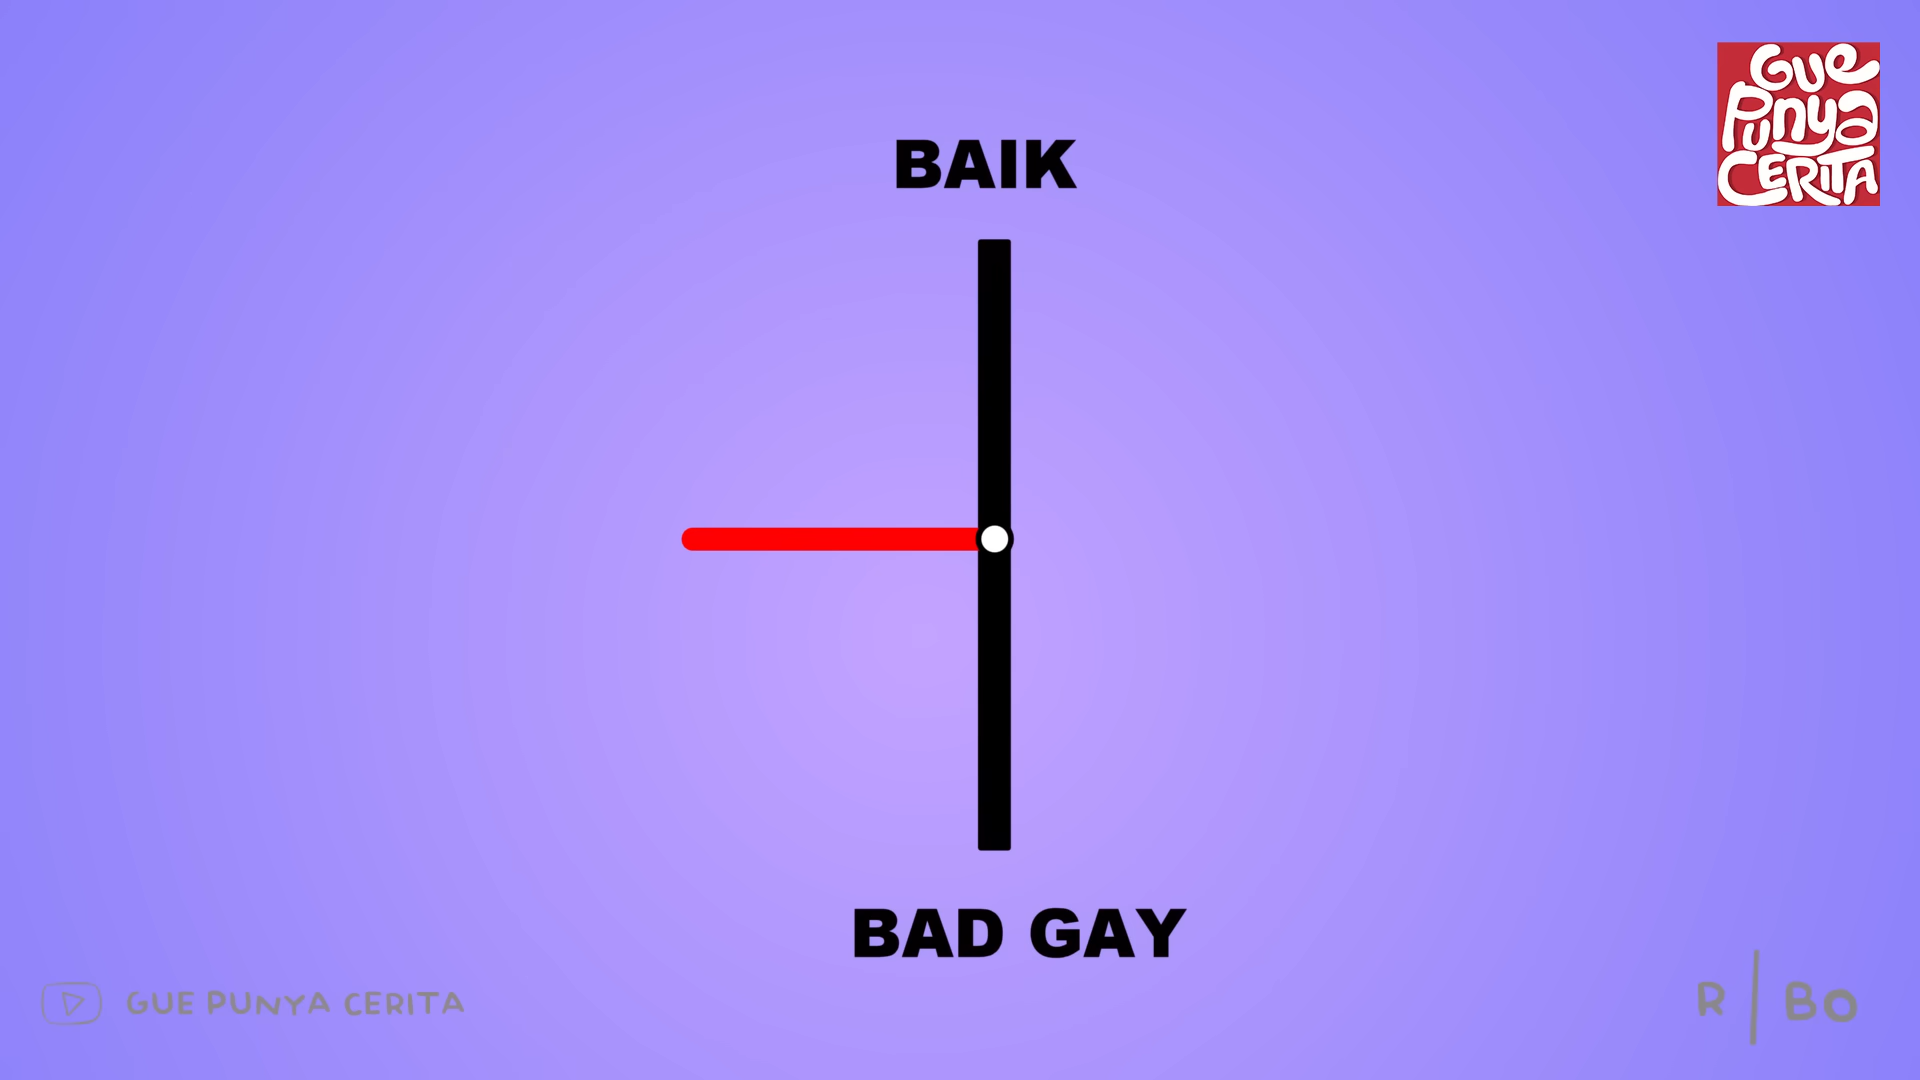 BAIK
Gue
Punya
CERITA
BAD GAY
GUE PUNYA CERITA
R | BO